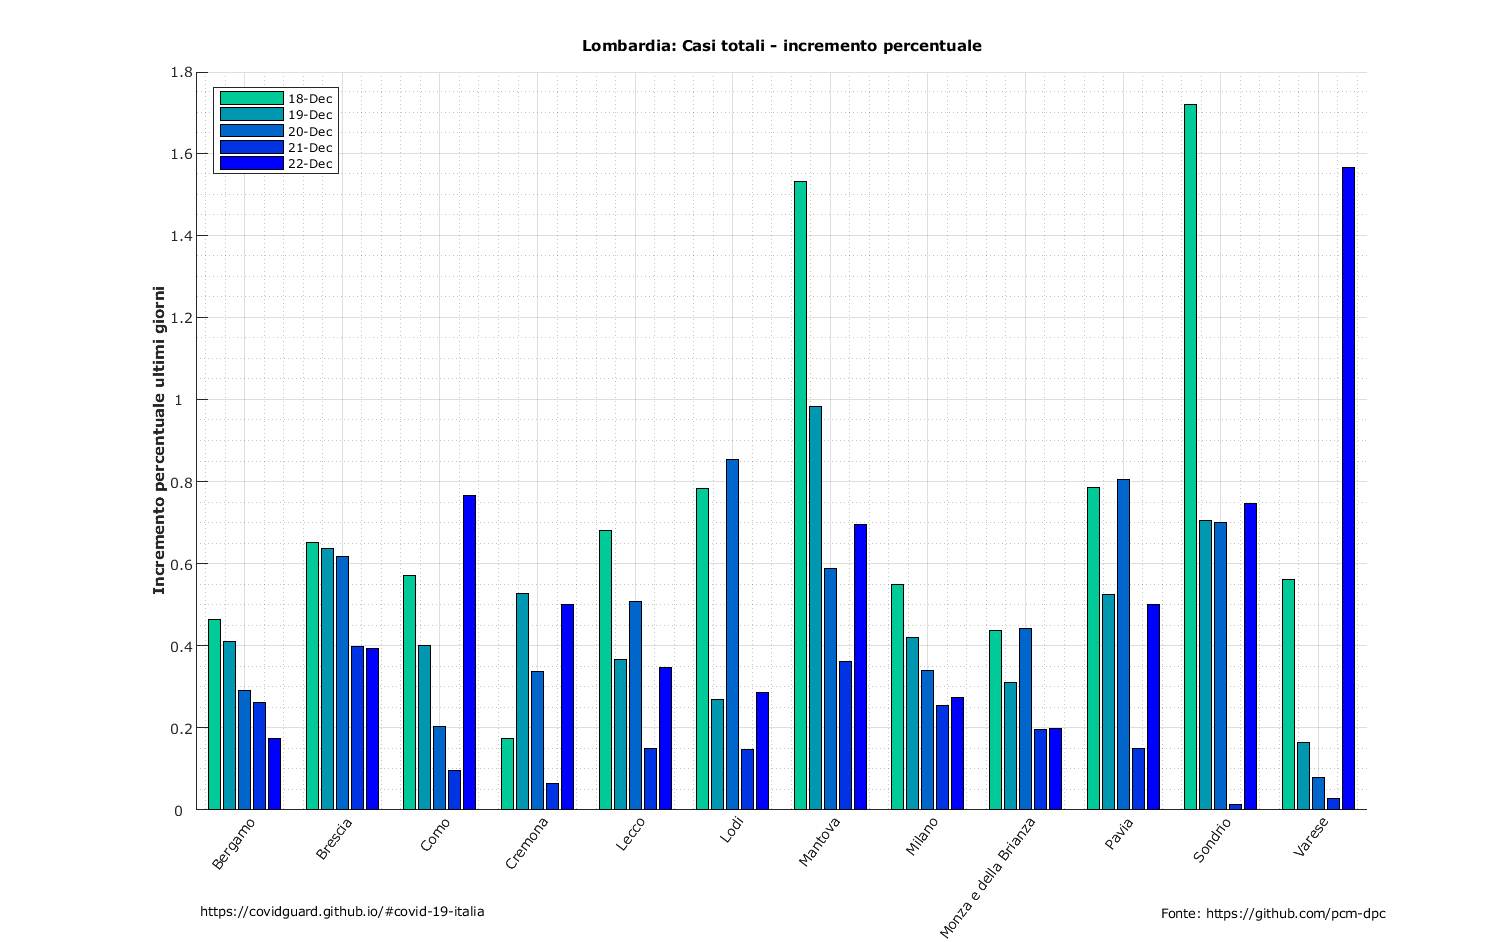 Lombardia: Casi totali - incremento percentuale
Incremento percentuale ultimi giorni
1.8
1.6
1.4
1.2
1
0.8
0.6
0.4
0.2
0
18-Dec
19-Dec
20-Dec
21-Dec
22-Dec
Bergamo
Brescia
Como
Cremona
Lecco
Lodi
Mantova
Milano
Monza e della Brianza
Pavia
Sondrio
Varese
https://covidguard.github.io/#covid-19-italia
Fonte: https://github.com/pcm-dpc